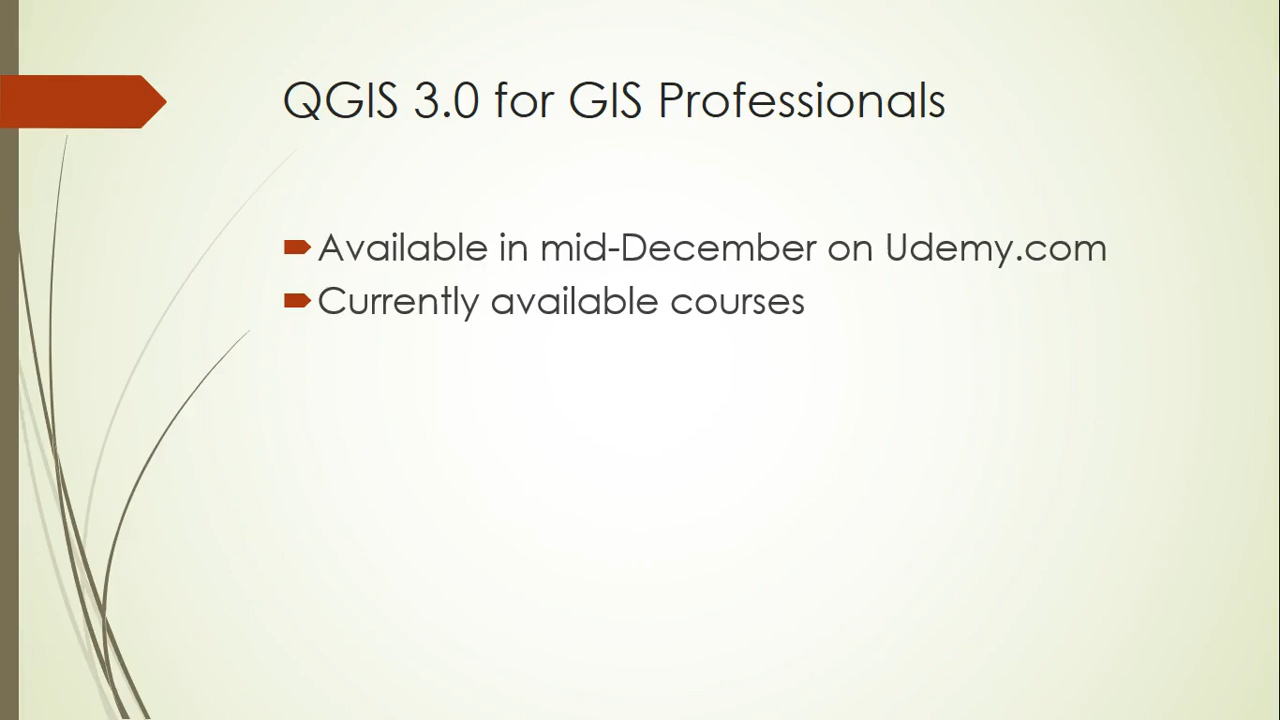 QGIS 3.0 for GIS Professionals
Available in mid-December on Udemy.com
Currently available courses